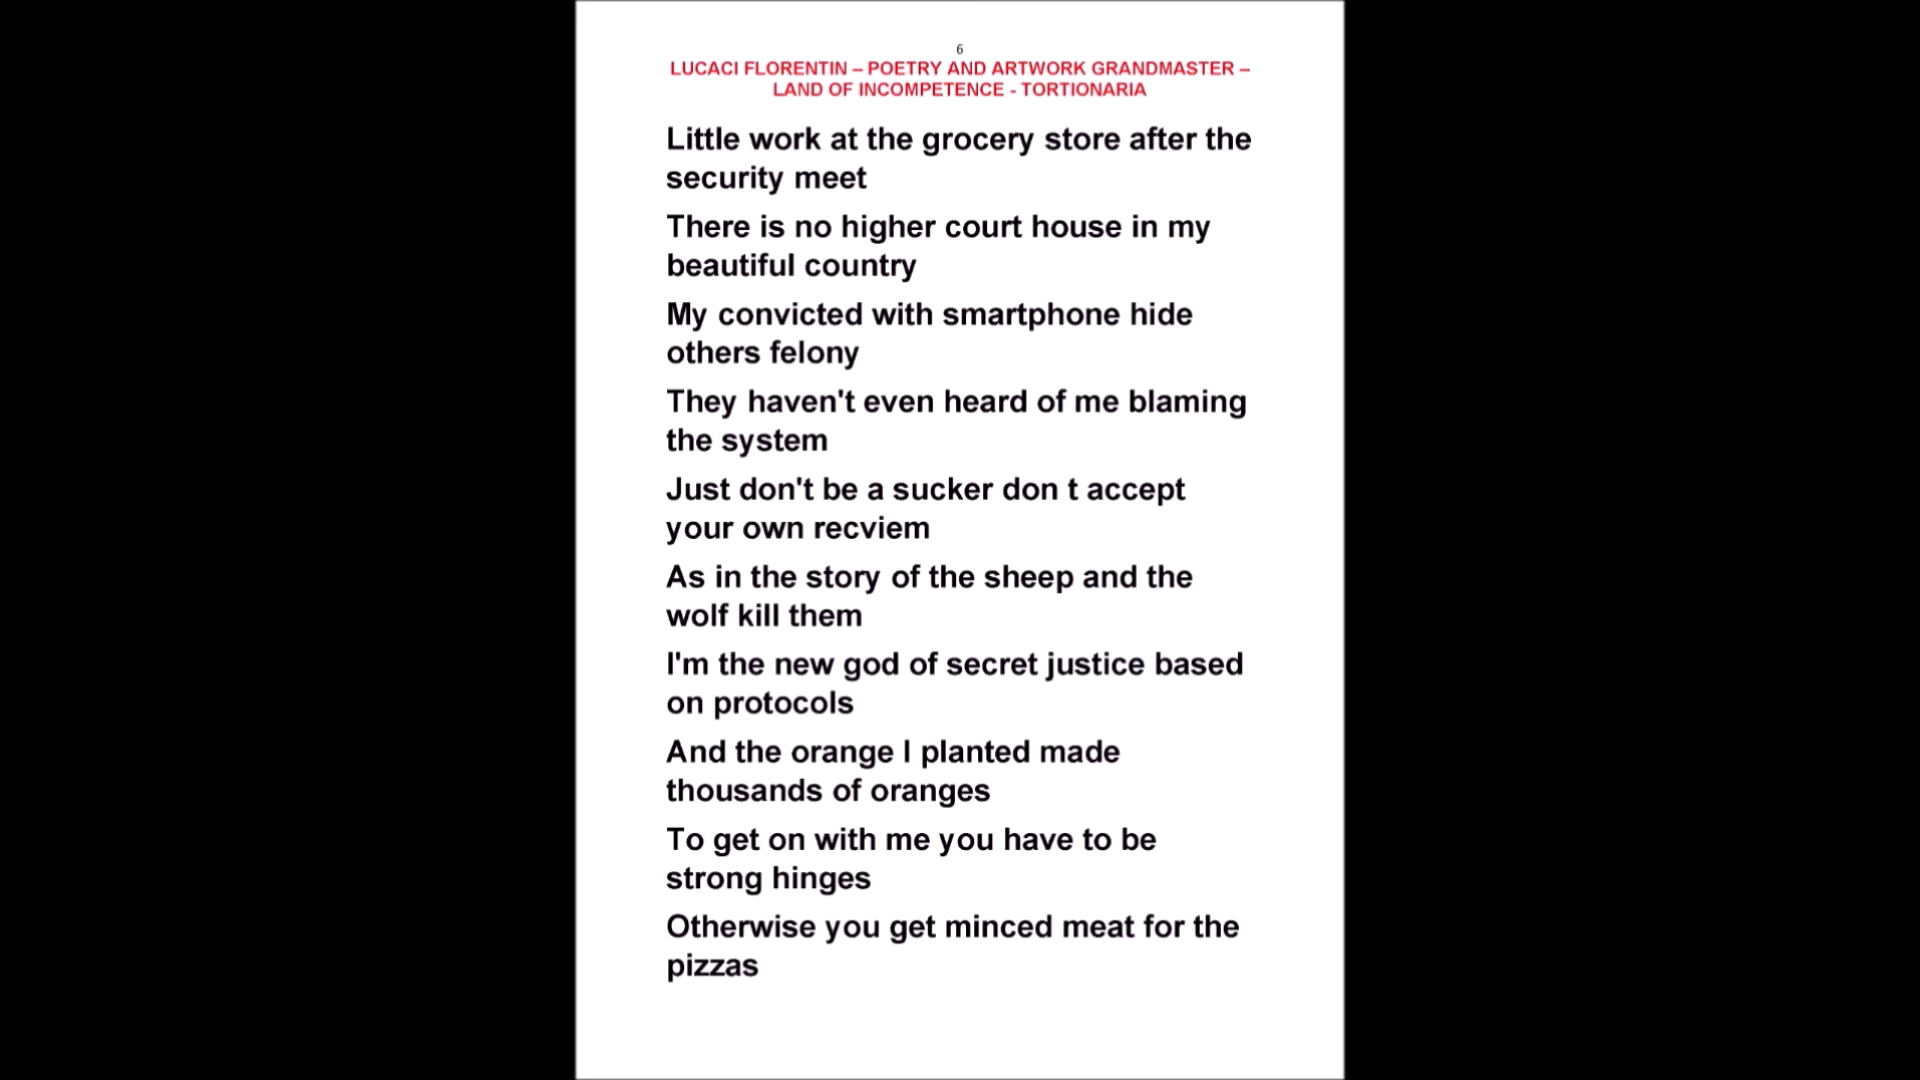 6
LUCACI FLORENTIN – POETRY AND ARTWORK GRANDMASTER –
LAND OF INCOMPETENCE - TORTIONARIA
Little work at the grocery store after the
security meet
There is no higher court house in my
beautiful country
My convicted with smartphone hide
others felony
They haven't even heard of me blaming
the system
Just don't be a sucker don t accept
your own recviem
As in the story of the sheep and the
wolf kill them
I'm the new god of secret justice based
on protocols
And the orange I planted made
thousands of oranges
To get on with me you have to be
strong hinges
Otherwise you get minced meat for the
pizzas